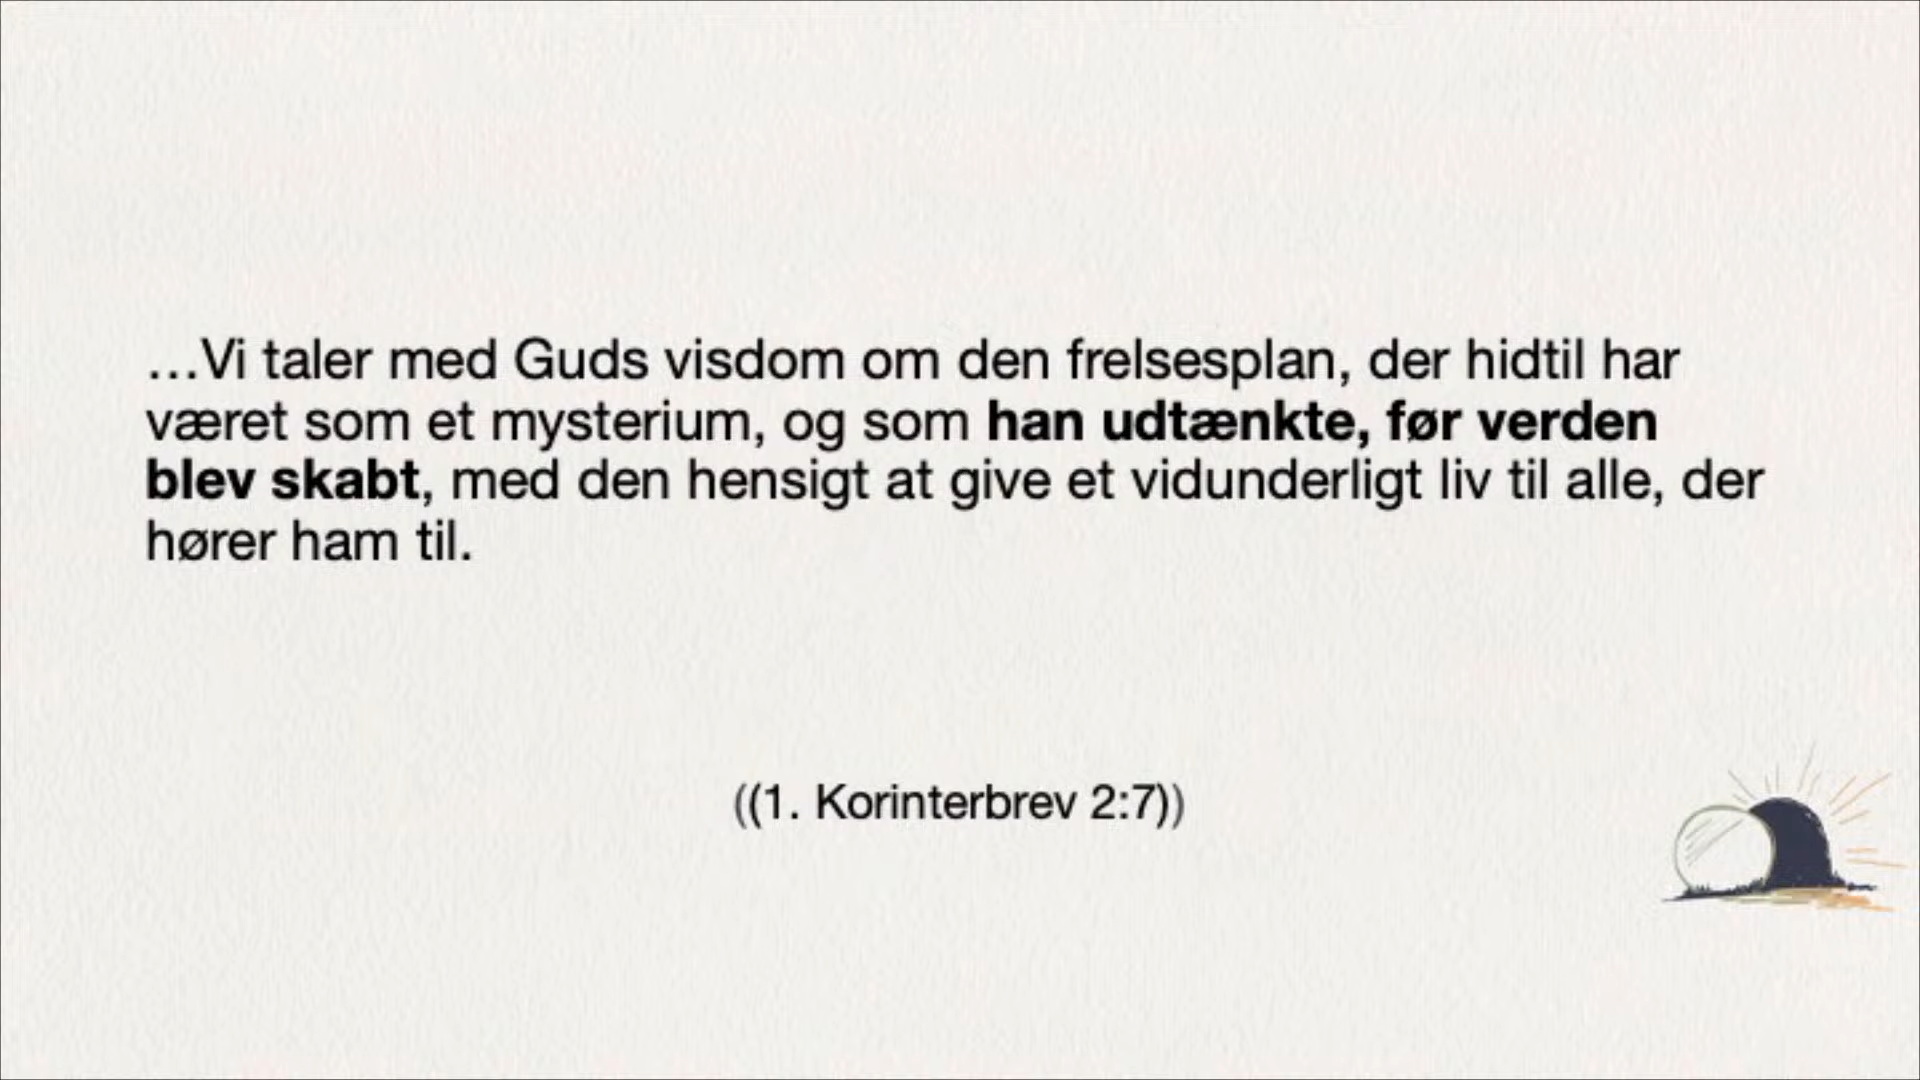 ...Vi taler med Guds visdom om den frelsesplan, der hidtil har
været som et mysterium, og som han udtænkte, før verden
blev skabt, med den hensigt at give et vidunderligt liv til alle, der
hører ham til.
((1. Korinterbrev 2:7))